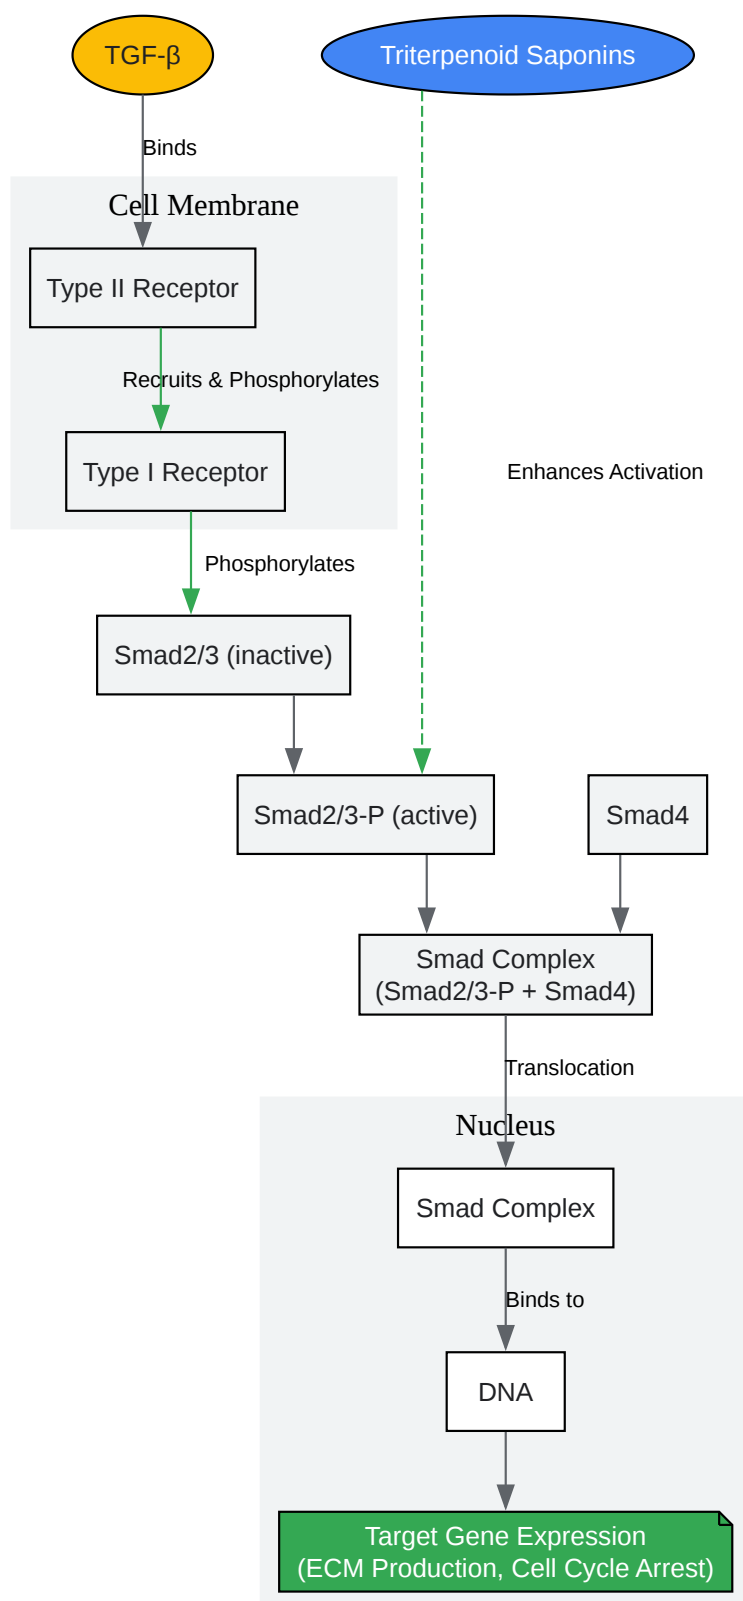 TGF-β
Triterpenoid Saponins
Binds
Cell Membrane
Type II Receptor
Recruits & Phosphorylates
Type I Receptor
Enhances Activation
Phosphorylates
Smad2/3 (inactive)
Smad2/3-P (active)
Smad4
Smad Complex
(Smad2/3-P + Smad4)
Translocation
Nucleus
Smad Complex
Binds to
DNA
Target Gene Expression
(ECM Production, Cell Cycle Arrest)